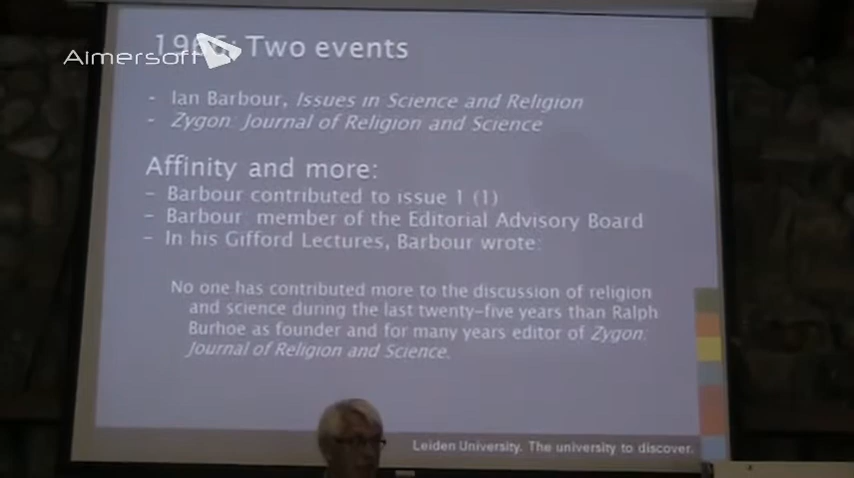 1966: Two events
Aimersoft
- Ian Barbour, Issues in Science and Religion
- Zygon: Journal of Religion and Science
Affinity and more:
- Barbour contributed to issue 1 (1)
- Barbour: member of the Editorial Advisory Board
- In his Gifford Lectures, Barbour wrote:
No one has contributed more to the discussion of religion
and science during the last twenty-five years than Ralph
Burhoe as founder and for many years editor of Zygon:
Journal of Religion and Science.
Leiden University. The university to discover.